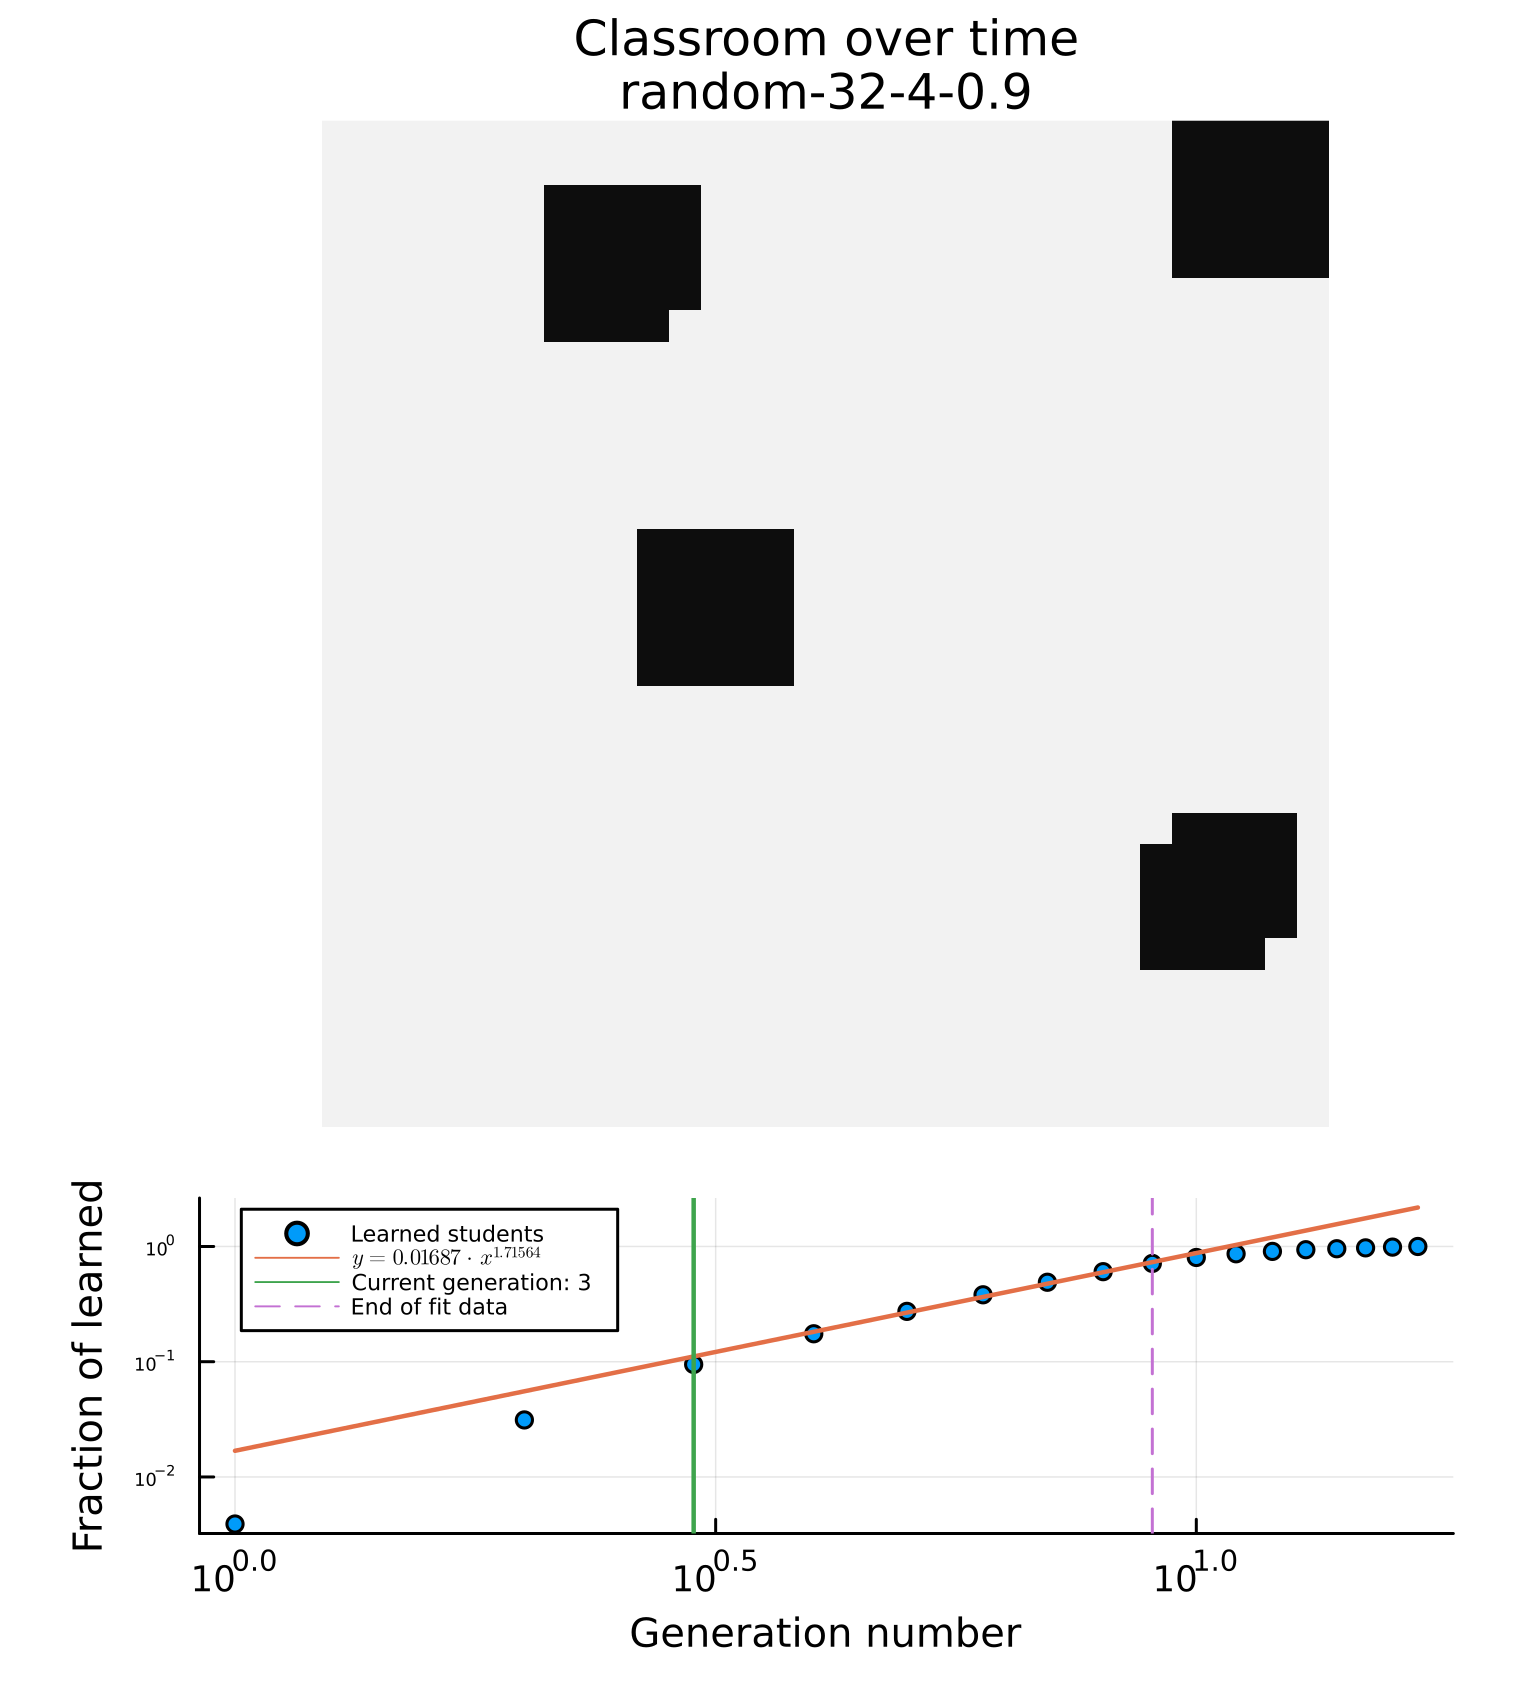 Classroom over time
random-32-4-0.9
Fraction of learned
10^0
10^-1
10^-2
Learned students
y = 0.01687 · x^1.71564
Current generation: 3
End of fit data
10^0.0 10^0.5 10^1.0
Generation number